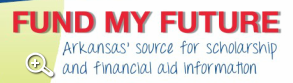 FUND MY FUTURE
Arkansas' source for scholarship
and financial aid information